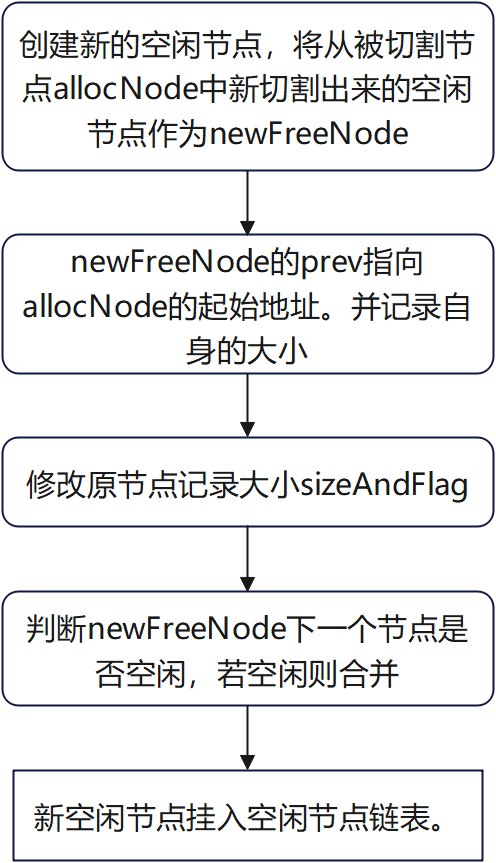 创建新的空闲节点，将从被切割节
点allocNode中新切割出来的空闲
节点作为newFreeNode
newFreeNode的prev指向
allocNode的起始地址。并记录自
身的大小
修改原节点记录大小sizeAndFlag
判断newFreeNode下一个节点是
否空闲，若空闲则合并
新空闲节点挂入空闲节点链表。